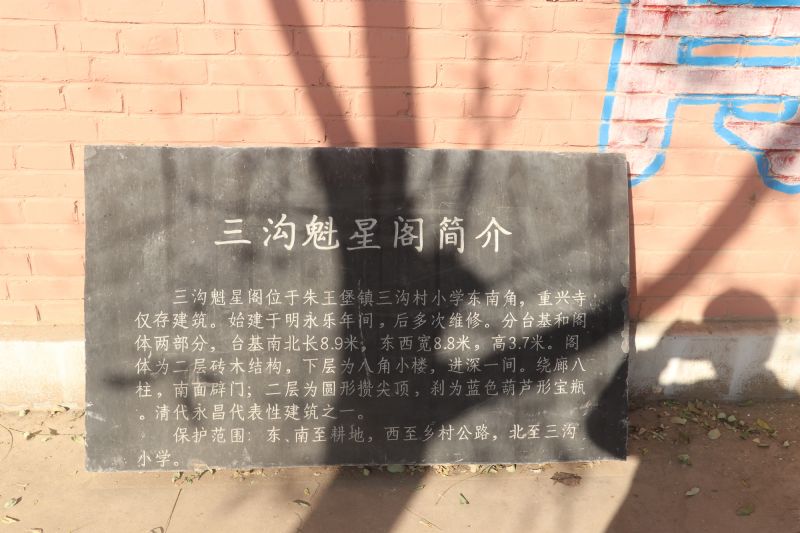 三沟魁星阁简介
三沟魁星阁位于朱王堡镇三沟村小学东南角，重兴寺
仅存建筑。始建于明永乐年间，后多次维修。分台基和阁
体两部分，台基南北长8.9米，东西宽8.8米，高3.7米。阁
体为二层砖木结构，下层为八角小楼，进深一间。绕廊八
柱，南面辟门；二层为圆形攒尖顶，刹为蓝色葫芦形宝瓶
。清代永昌代表性建筑之一。
保护范围：东、南至耕地，西至乡村公路，北至三沟
小学。